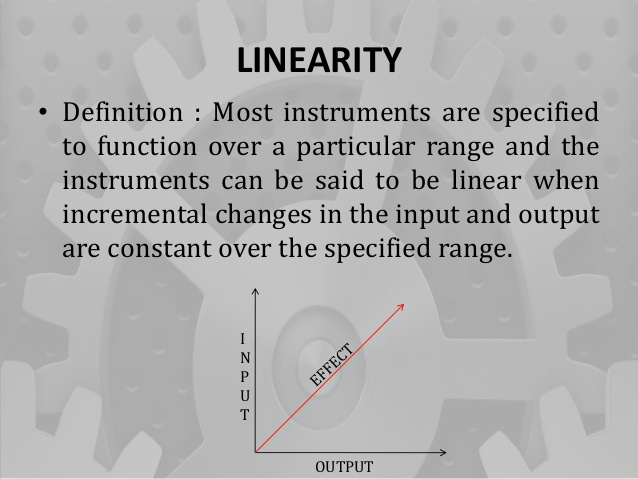 LINEARITY
• Definition : Most instruments are specified
to function over a particular range and the
instruments can be said to be linear when
incremental changes in the input and output
are constant over the specified range.
I
N
P
U
T
EFFECT
OUTPUT